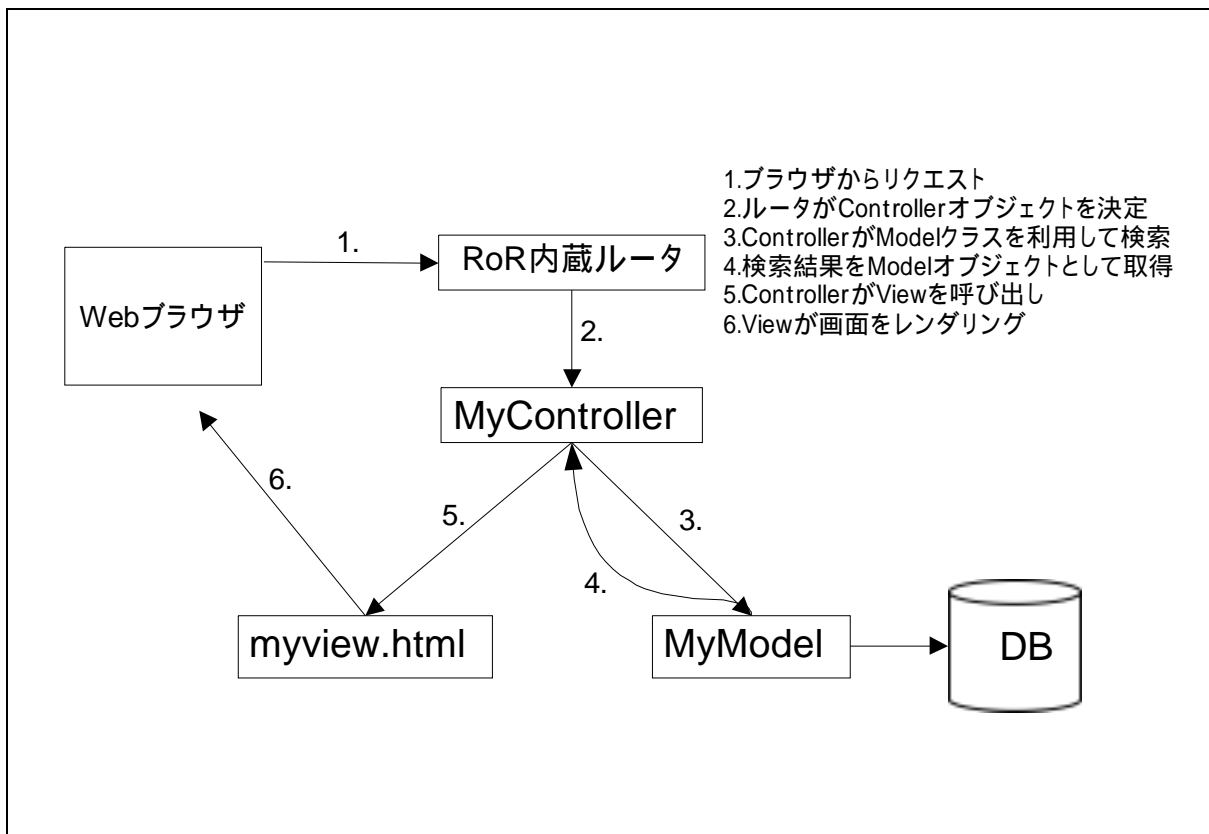 1.ブラウザからリクエスト
2.ルータがControllerオブジェクトを決定
3.ControllerがModelクラスを利用して検索
4.検索結果をModelオブジェクトとして取得
5.ControllerがViewを呼び出し
6.Viewが画面をレンダリング
1.
RoR内蔵ルータ
Webブラウザ
2.
MyController
6.
5.
3.
4.
myview.html
MyModel
DB